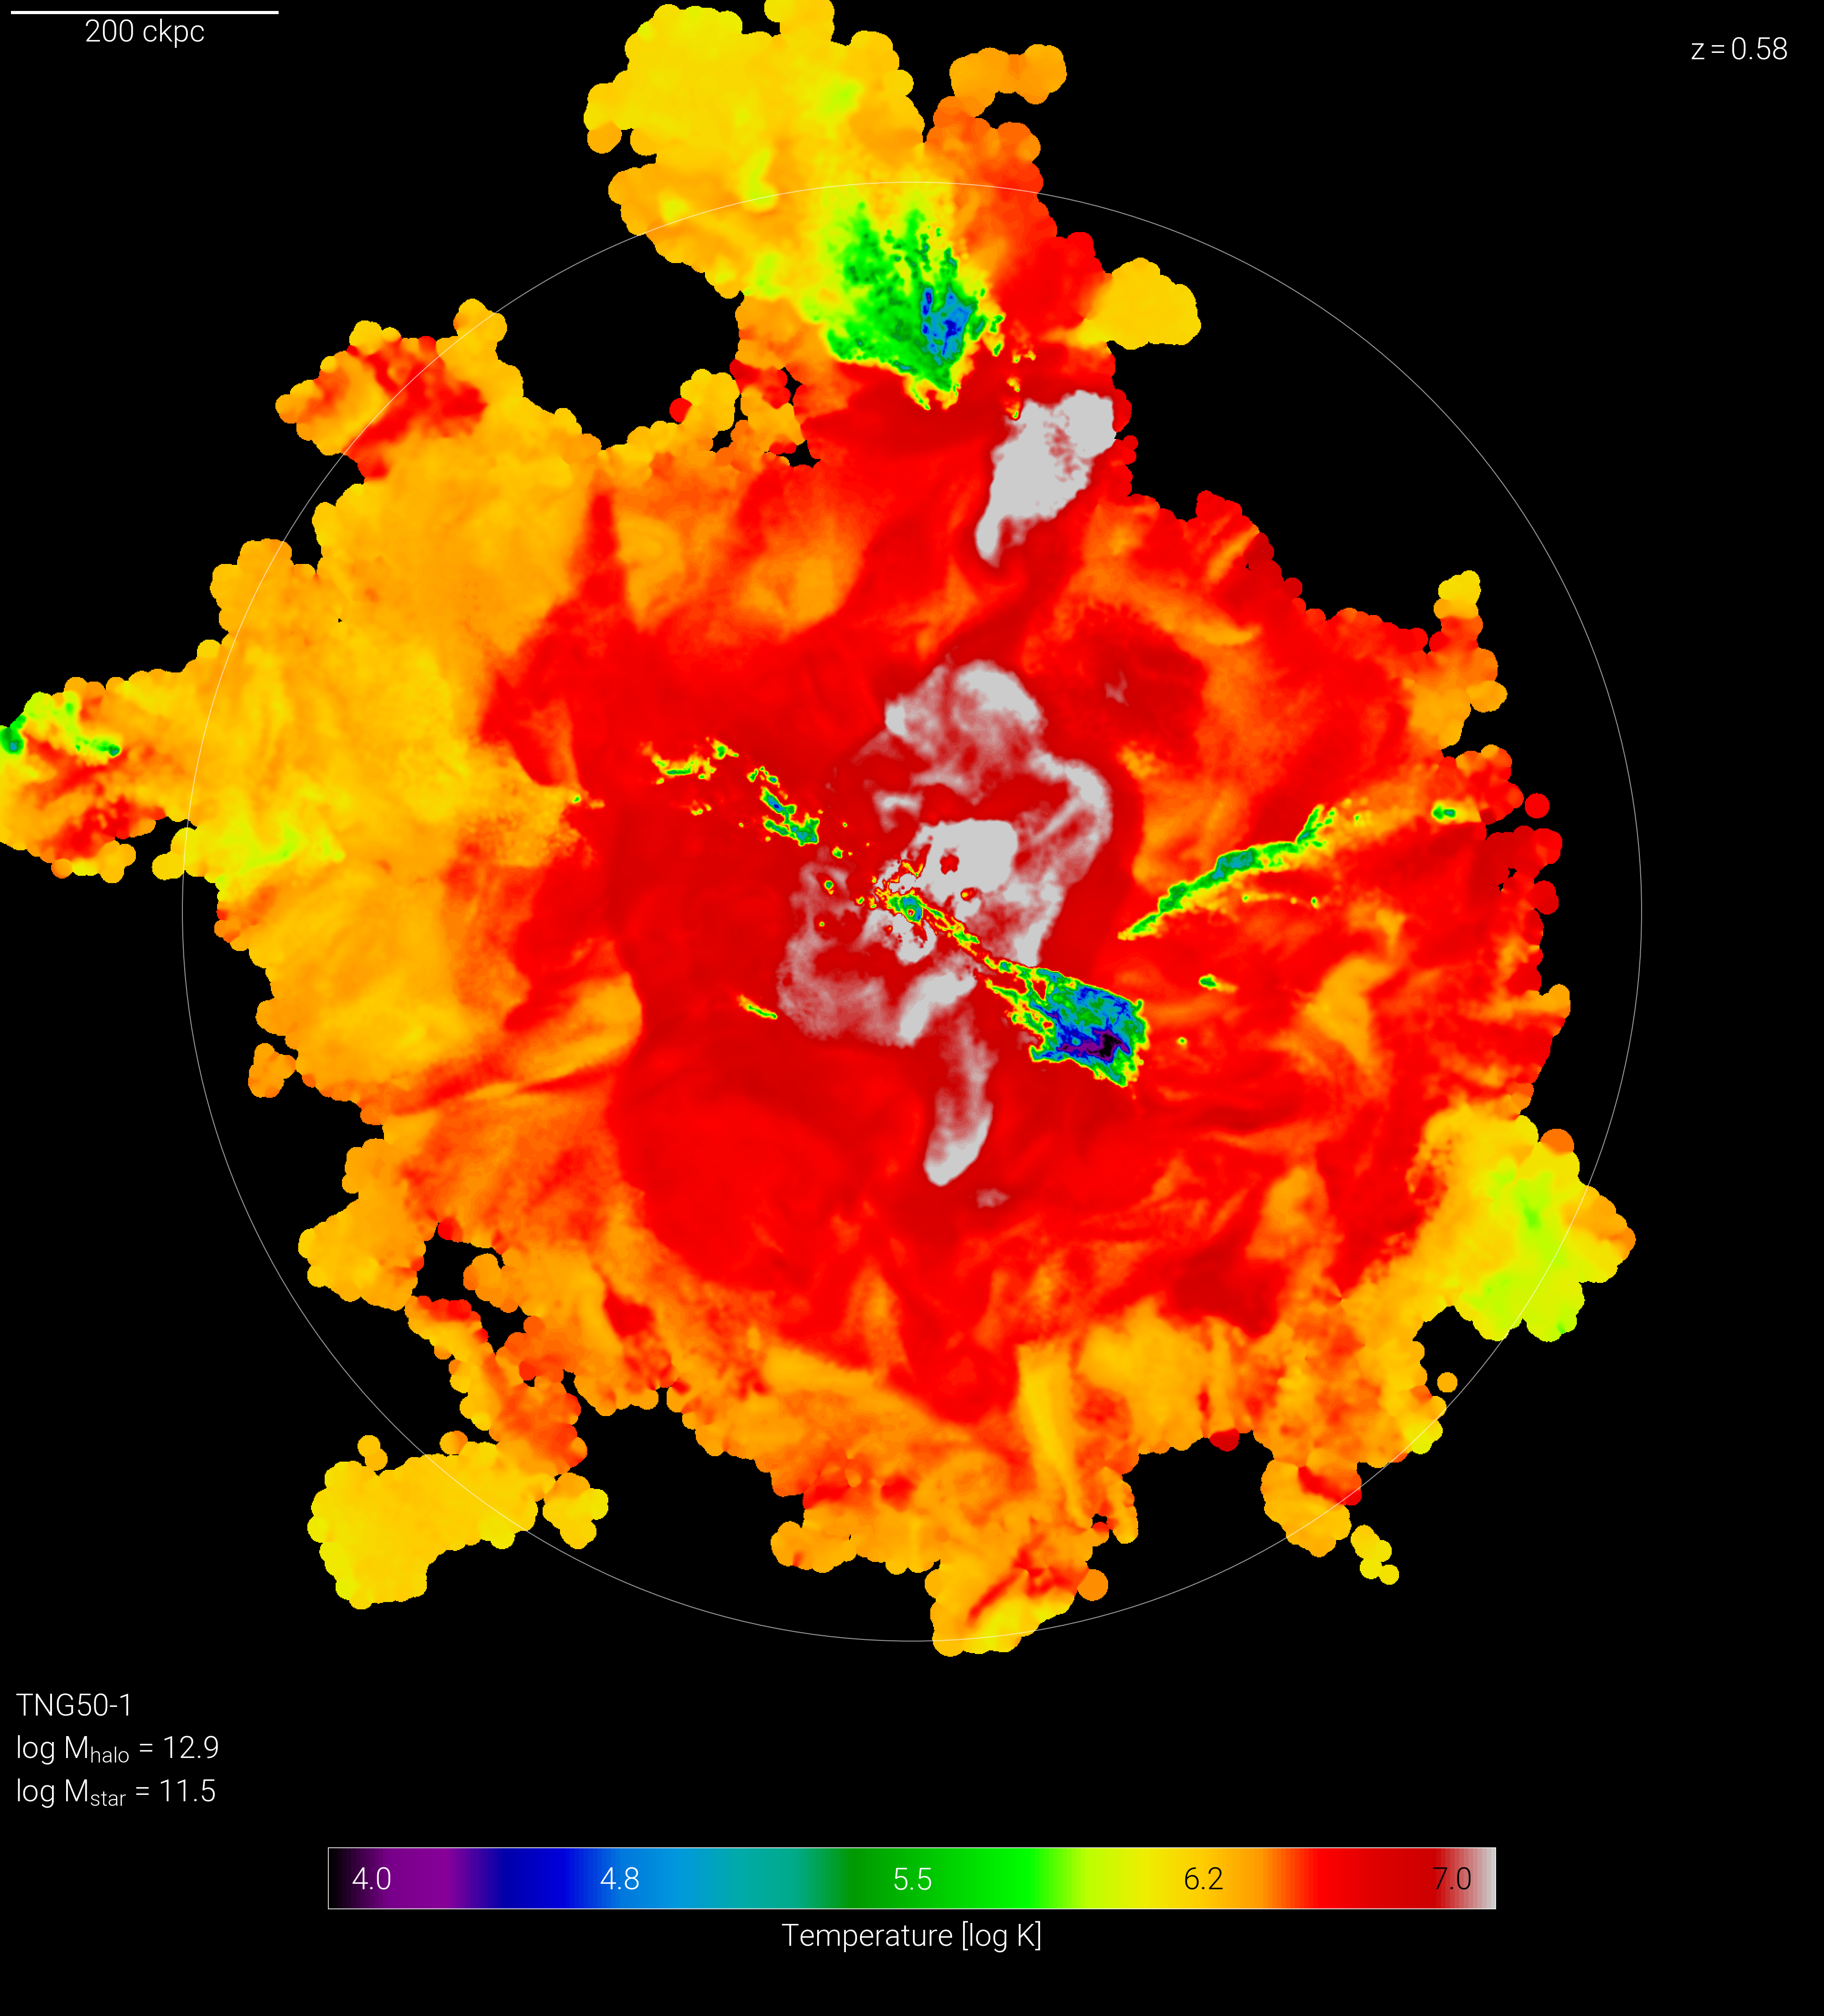 200 ckpc
z = 0.58
TNG50-1
log Mhalo = 12.9
log Mstar = 11.5
4.0 4.8 5.5 6.2 7.0
Temperature [log K]